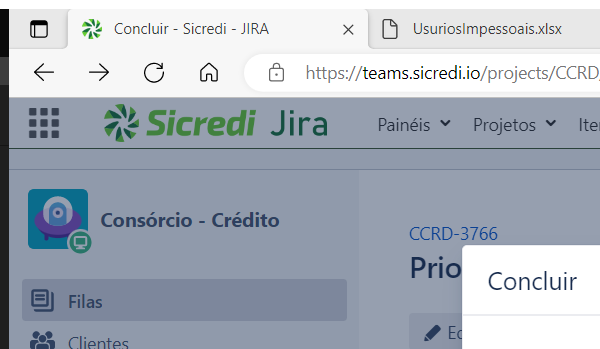 Concluir - Sicredi - JIRA
UsuriosImpessoais.xlsx
https://teams.sicredi.io/projects/CCRD
Sicredi Jira
Painéis Projetos Ite
Consórcio - Crédito
CCRD-3766
Prio
Concluir
Filas
Clientes